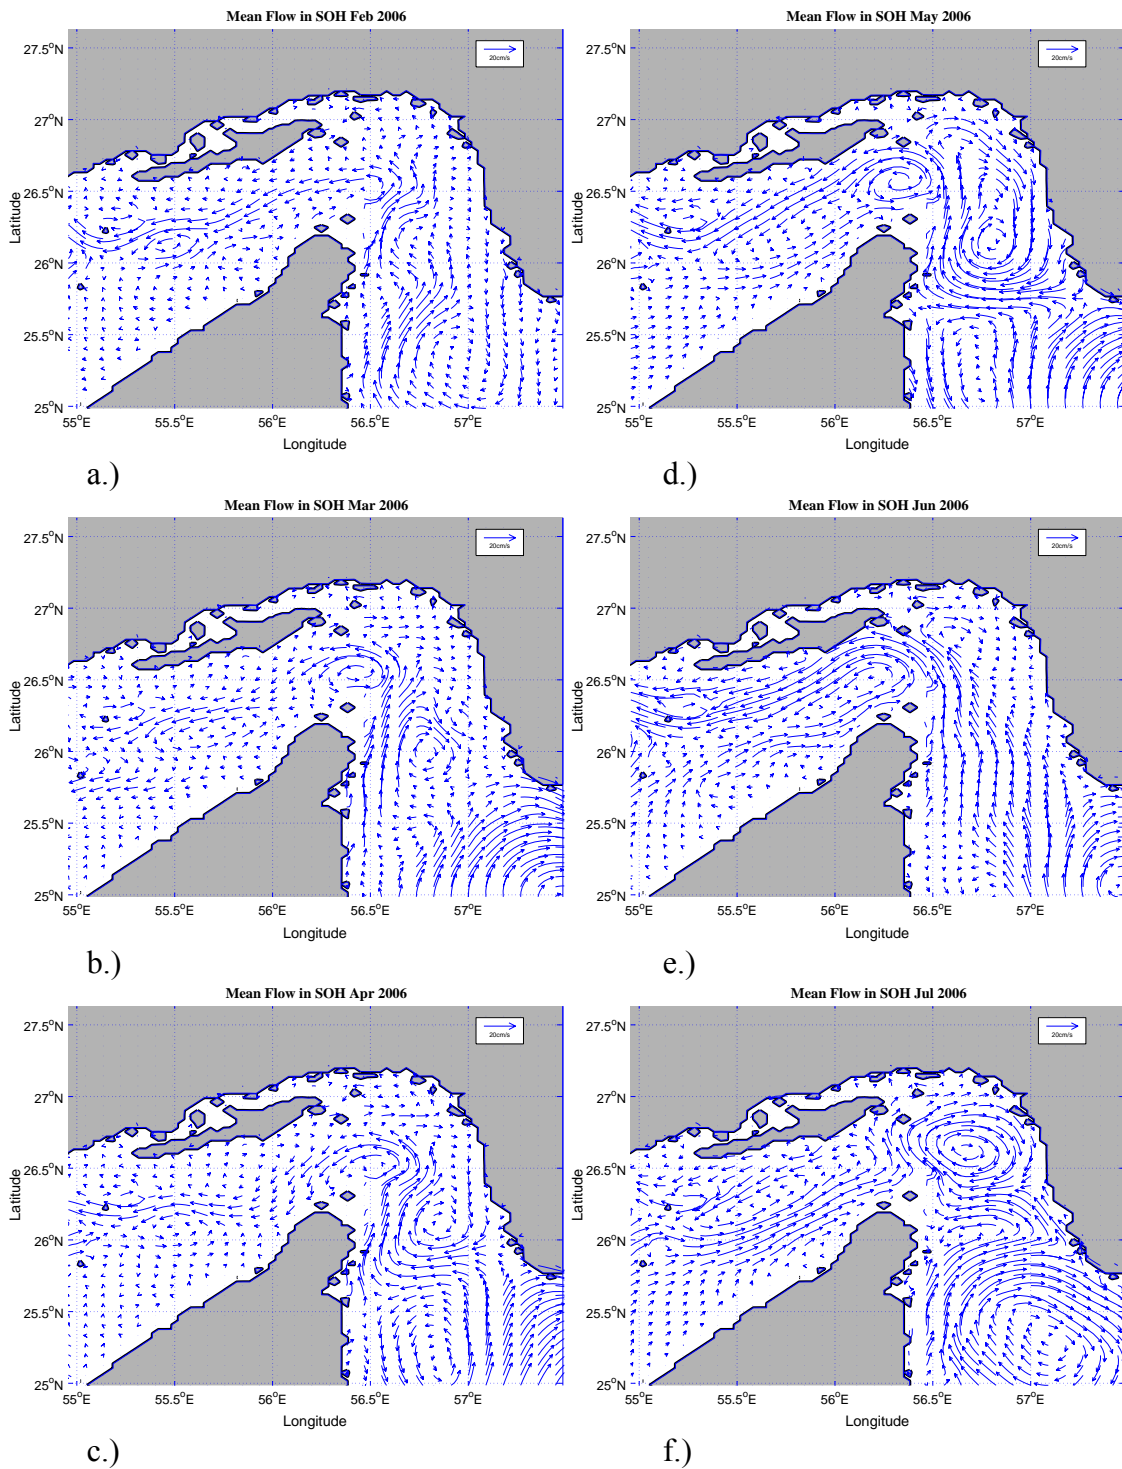 Mean Flow in SOH Feb 2006
27.5°N
27°N
26.5°N
26°N
25.5°N
25°N
Latitude
20cm/s
55°E
55.5°E
56°E
56.5°E
57°E
Longitude
a.)
Mean Flow in SOH May 2006
27.5°N
27°N
26.5°N
26°N
25.5°N
25°N
Latitude
20cm/s
55°E
55.5°E
56°E
56.5°E
57°E
Longitude
d.)
Mean Flow in SOH Mar 2006
27.5°N
27°N
26.5°N
26°N
25.5°N
25°N
Latitude
20cm/s
55°E
55.5°E
56°E
56.5°E
57°E
Longitude
b.)
Mean Flow in SOH Jun 2006
27.5°N
27°N
26.5°N
26°N
25.5°N
25°N
Latitude
20cm/s
55°E
55.5°E
56°E
56.5°E
57°E
Longitude
e.)
Mean Flow in SOH Apr 2006
27.5°N
27°N
26.5°N
26°N
25.5°N
25°N
Latitude
20cm/s
55°E
55.5°E
56°E
56.5°E
57°E
Longitude
c.)
Mean Flow in SOH Jul 2006
27.5°N
27°N
26.5°N
26°N
25.5°N
25°N
Latitude
20cm/s
55°E
55.5°E
56°E
56.5°E
57°E
Longitude
f.)